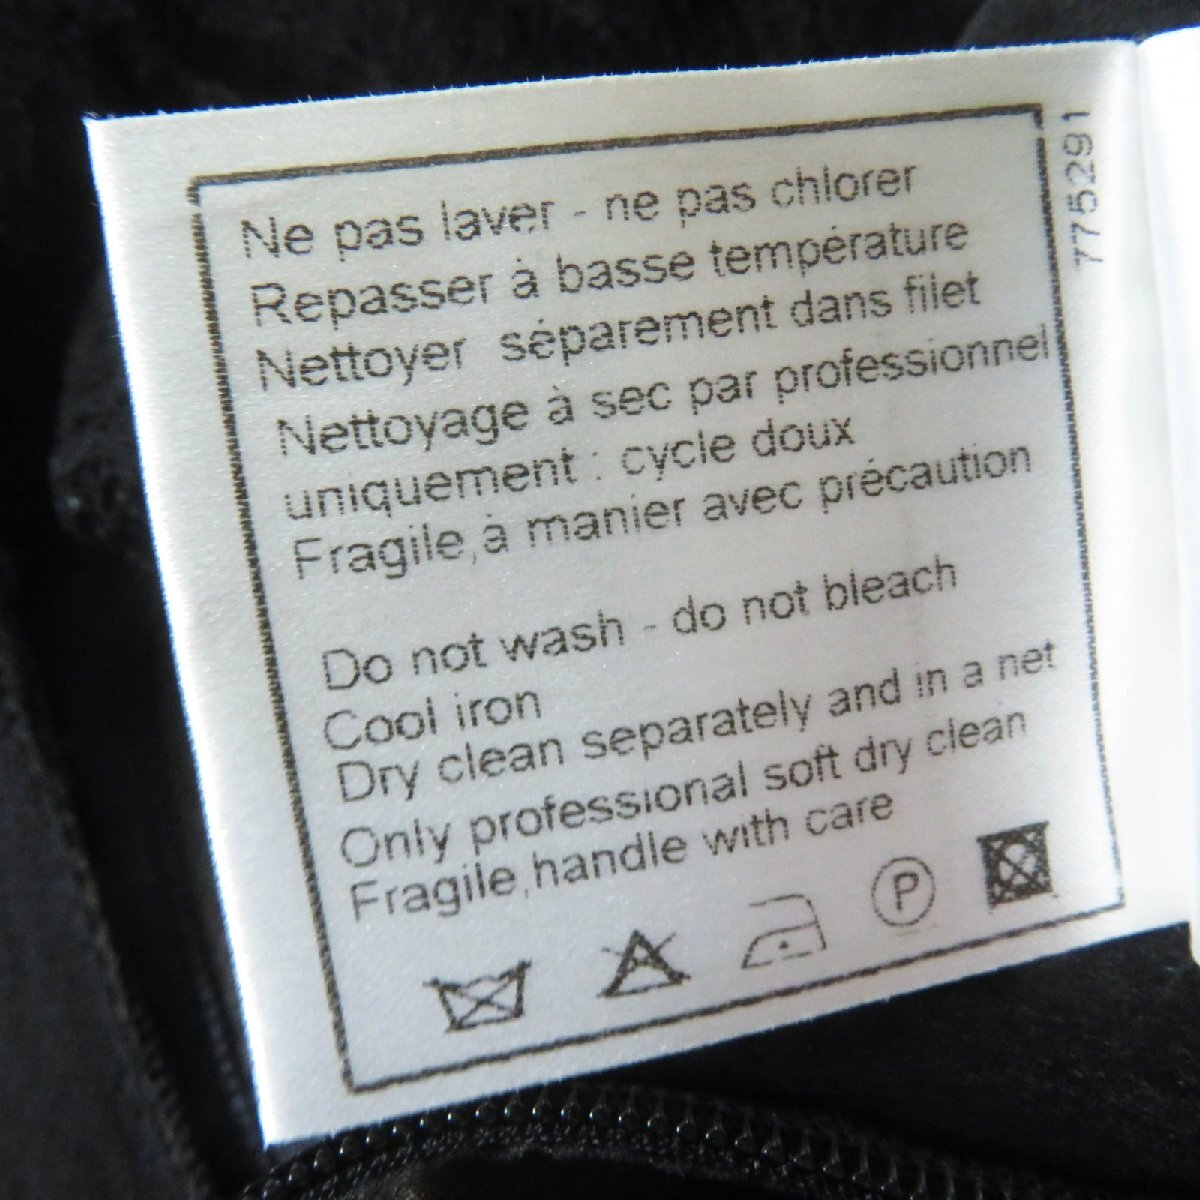 Ne pas laver - ne pas chlorer
Repasser à basse température
Nettoyer séparement dans filet
Nettoyage à sec par professionnel
uniquement : cycle doux
Fragile,à manier avec précaution
Do not wash - do not bleach
Cool iron
Dry clean separately and in a net
Only professional soft dry clean
Fragile,handle with care
P
775291